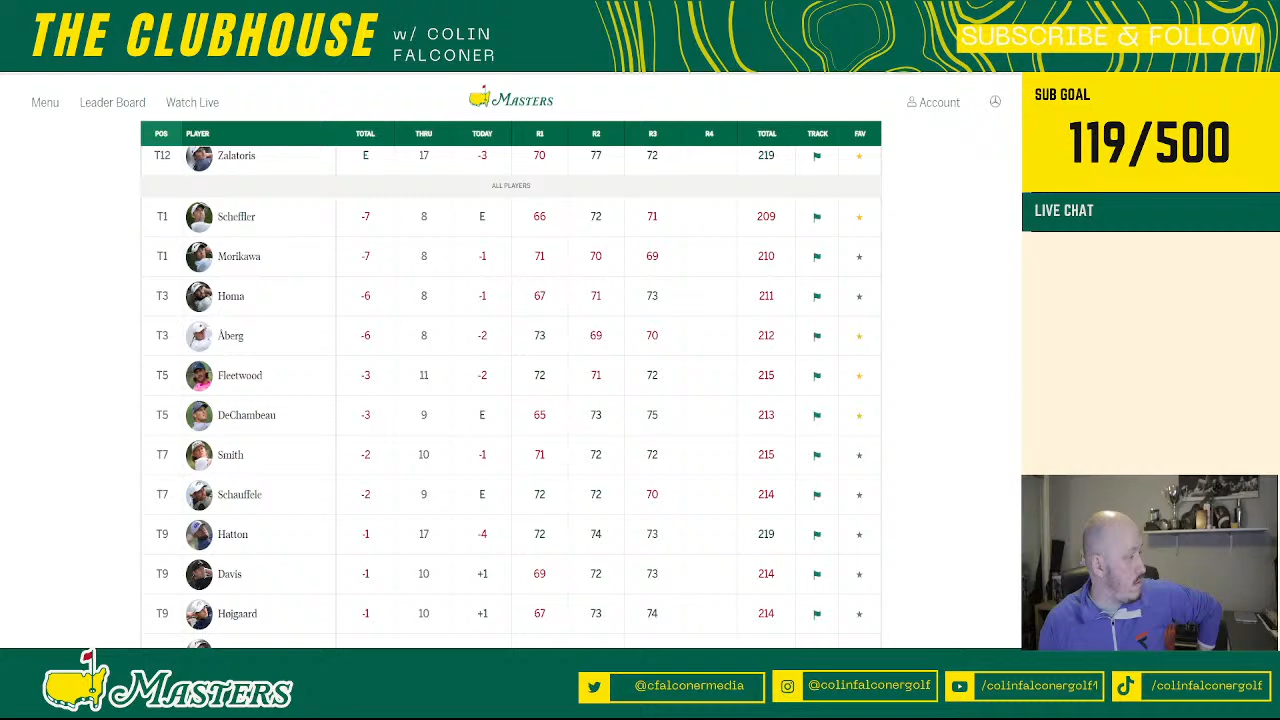 THE CLUBHOUSE
w/ COLIN
FALCONER
SUBSCRIBE & FOLLOW
Menu Leader Board Watch Live
MASTERS
Account
POS PLAYER TOTAL THRU TODAY R1 R2 R3 R4 TOTAL TRACK FAV
T12 Zalatoris E 17 -3 70 77 72 219
ALL PLAYERS
T1 Scheffler -7 8 E 66 72 71 209
T1 Morikawa -7 8 -1 71 70 69 210
T3 Homa -6 8 -1 67 71 73 211
T3 Åberg -6 8 -2 73 69 70 212
T5 Fleetwood -3 11 -2 72 71 72 215
T5 DeChambeau -3 9 E 65 73 75 213
T7 Smith -2 10 -1 71 72 72 215
T7 Schauffele -2 9 E 72 72 70 214
T9 Hatton -1 17 -4 72 74 73 219
T9 Davis -1 10 +1 69 72 73 214
T9 Højgaard -1 10 +1 67 73 74 214
SUB GOAL
119/500
LIVE CHAT
MASTERS
@cfalconermedia
@colinfalconergolf
/colinfalconergolf1
/colinfalconergolf